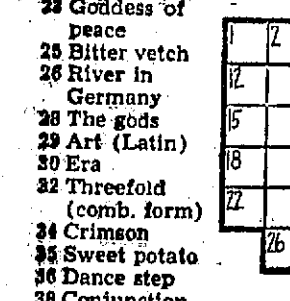 23 Goddess of
peace
25 Bitter vetch
26 River in
Germany
28 The gods
29 Art (Latin)
30 Era
32 Threefold
(comb. form)
34 Crimson
35 Sweet potato
36 Dance step
38 Conjunction
1 2
12
15
18
22
26